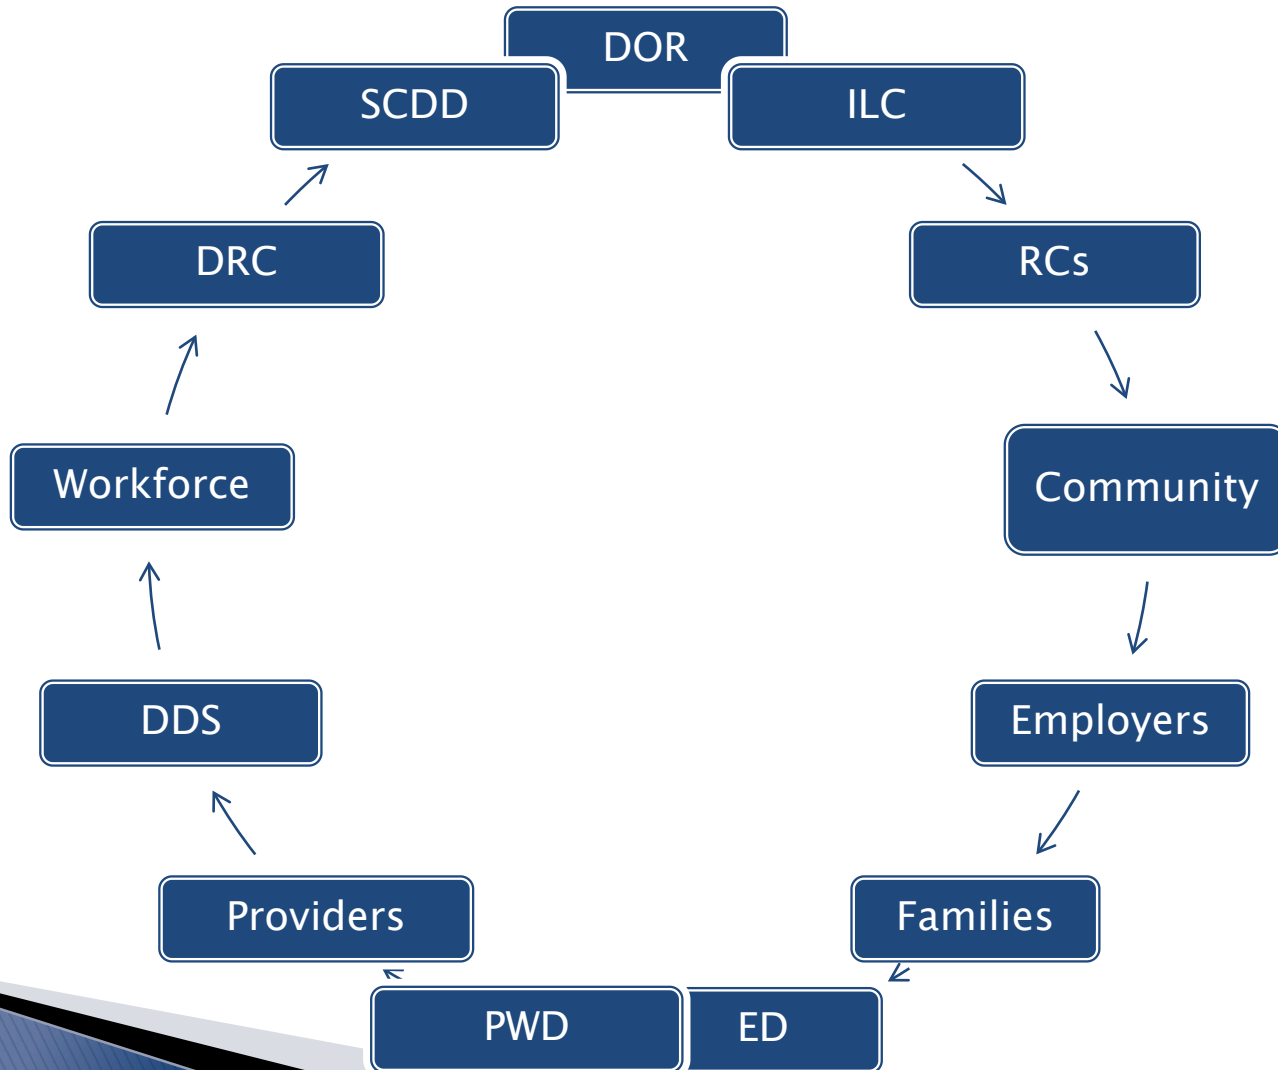 DOR
SCDD
ILC
DRC
RCs
Workforce
Community
DDS
Employers
Providers
Families
PWD
ED